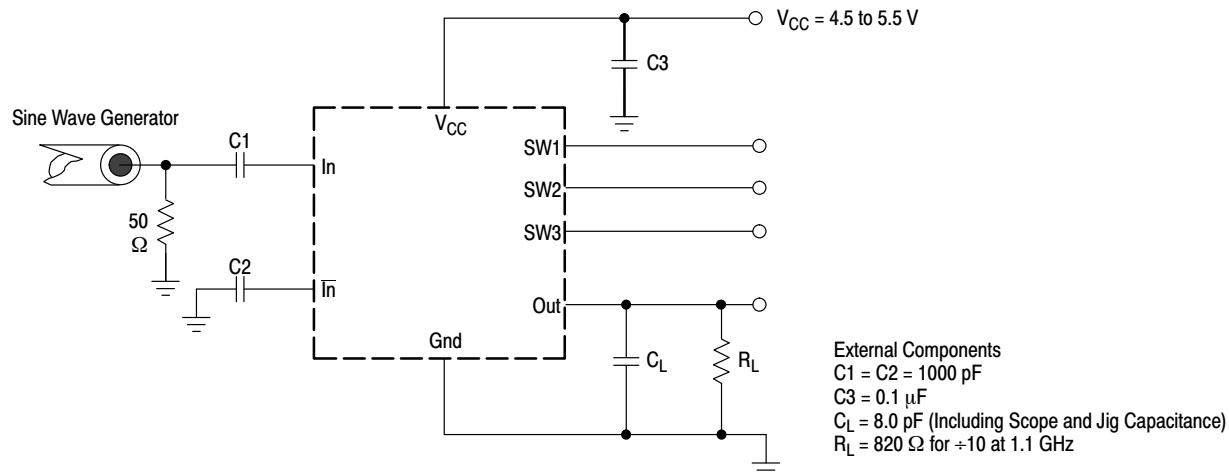 V_CC = 4.5 to 5.5 V
C3
Sine Wave Generator
V_CC
C1
SW1
In
SW2
50
Ω
SW3
C2
I̅n̅
Out
Gnd
C_L
R_L
External Components
C1 = C2 = 1000 pF
C3 = 0.1 μF
C_L = 8.0 pF (Including Scope and Jig Capacitance)
R_L = 820 Ω for ÷10 at 1.1 GHz